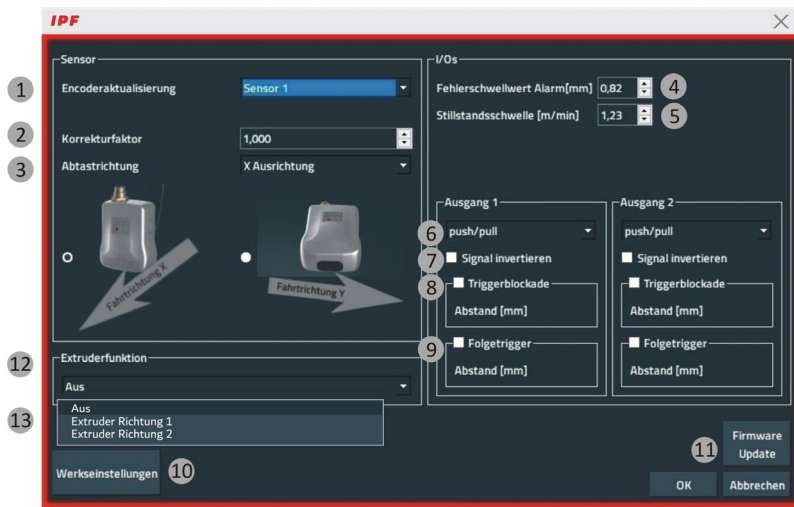 IPF
Sensor
1 Encoderaktualisierung Sensor 1
2 Korrekturfaktor 1,000
3 Abtastrichtung X Ausrichtung
Fahrtrichtung X
Fahrtrichtung Y
12 Extruderfunktion
Aus
13 Aus
Extruder Richtung 1
Extruder Richtung 2
Werkseinstellungen 10
I/Os
Fehlerschwellwert Alarm[mm] 0,82 4
Stillstandsschwelle [m/min] 1,23 5
Ausgang 1
6 push/pull
7 Signal invertieren
8 Triggerblockade
Abstand [mm]
9 Folgetrigger
Abstand [mm]
Ausgang 2
push/pull
Signal invertieren
Triggerblockade
Abstand [mm]
Folgetrigger
Abstand [mm]
11 Firmware
Update
OK Abbrechen